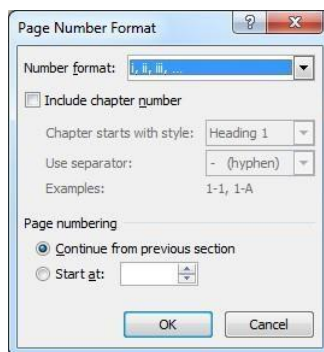 Page Number Format
Number format: i, ii, iii, ...
Include chapter number
Chapter starts with style: Heading 1
Use separator: - (hyphen)
Examples: 1-1, 1-A
Page numbering
Continue from previous section
Start at:
OK Cancel